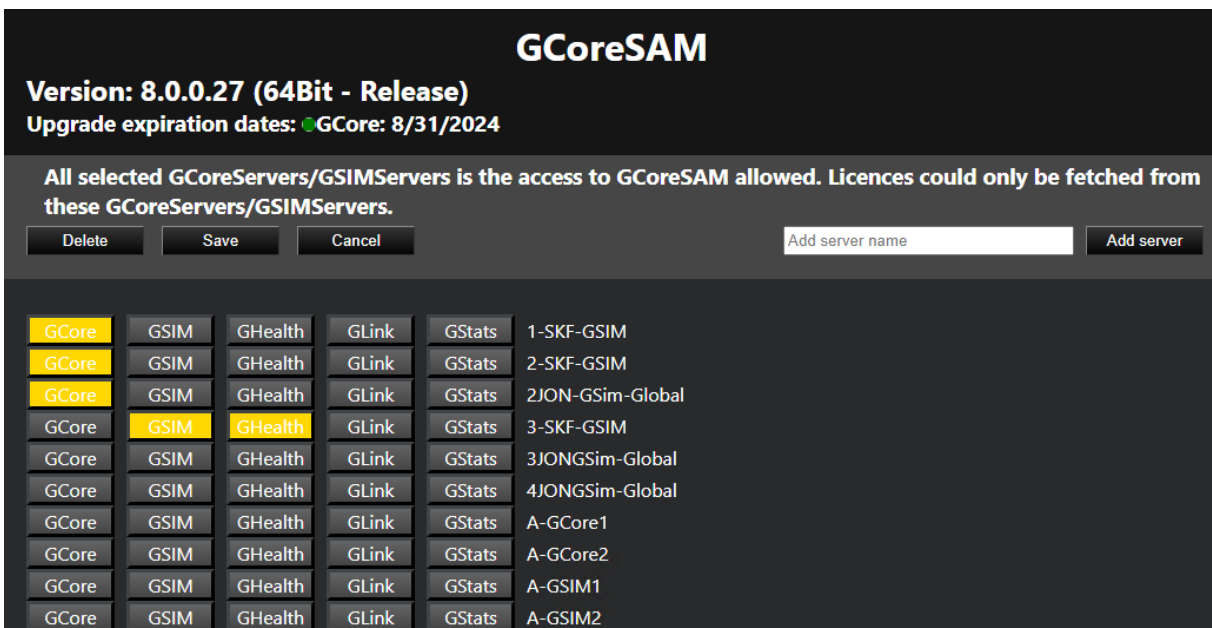 GCoreSAM
Version: 8.0.0.27 (64Bit - Release)
Upgrade expiration dates: GCore: 8/31/2024
All selected GCoreServers/GSIMServers is the access to GCoreSAM allowed. Licences could only be fetched from
these GCoreServers/GSIMServers.
Delete Save Cancel Add server name Add server
GCore GSIM GHealth GLink GStats 1-SKF-GSIM
GCore GSIM GHealth GLink GStats 2-SKF-GSIM
GCore GSIM GHealth GLink GStats 2JON-GSim-Global
GCore GSIM GHealth GLink GStats 3-SKF-GSIM
GCore GSIM GHealth GLink GStats 3JONGSim-Global
GCore GSIM GHealth GLink GStats 4JONGSim-Global
GCore GSIM GHealth GLink GStats A-GCore1
GCore GSIM GHealth GLink GStats A-GCore2
GCore GSIM GHealth GLink GStats A-GSIM1
GCore GSIM GHealth GLink GStats A-GSIM2